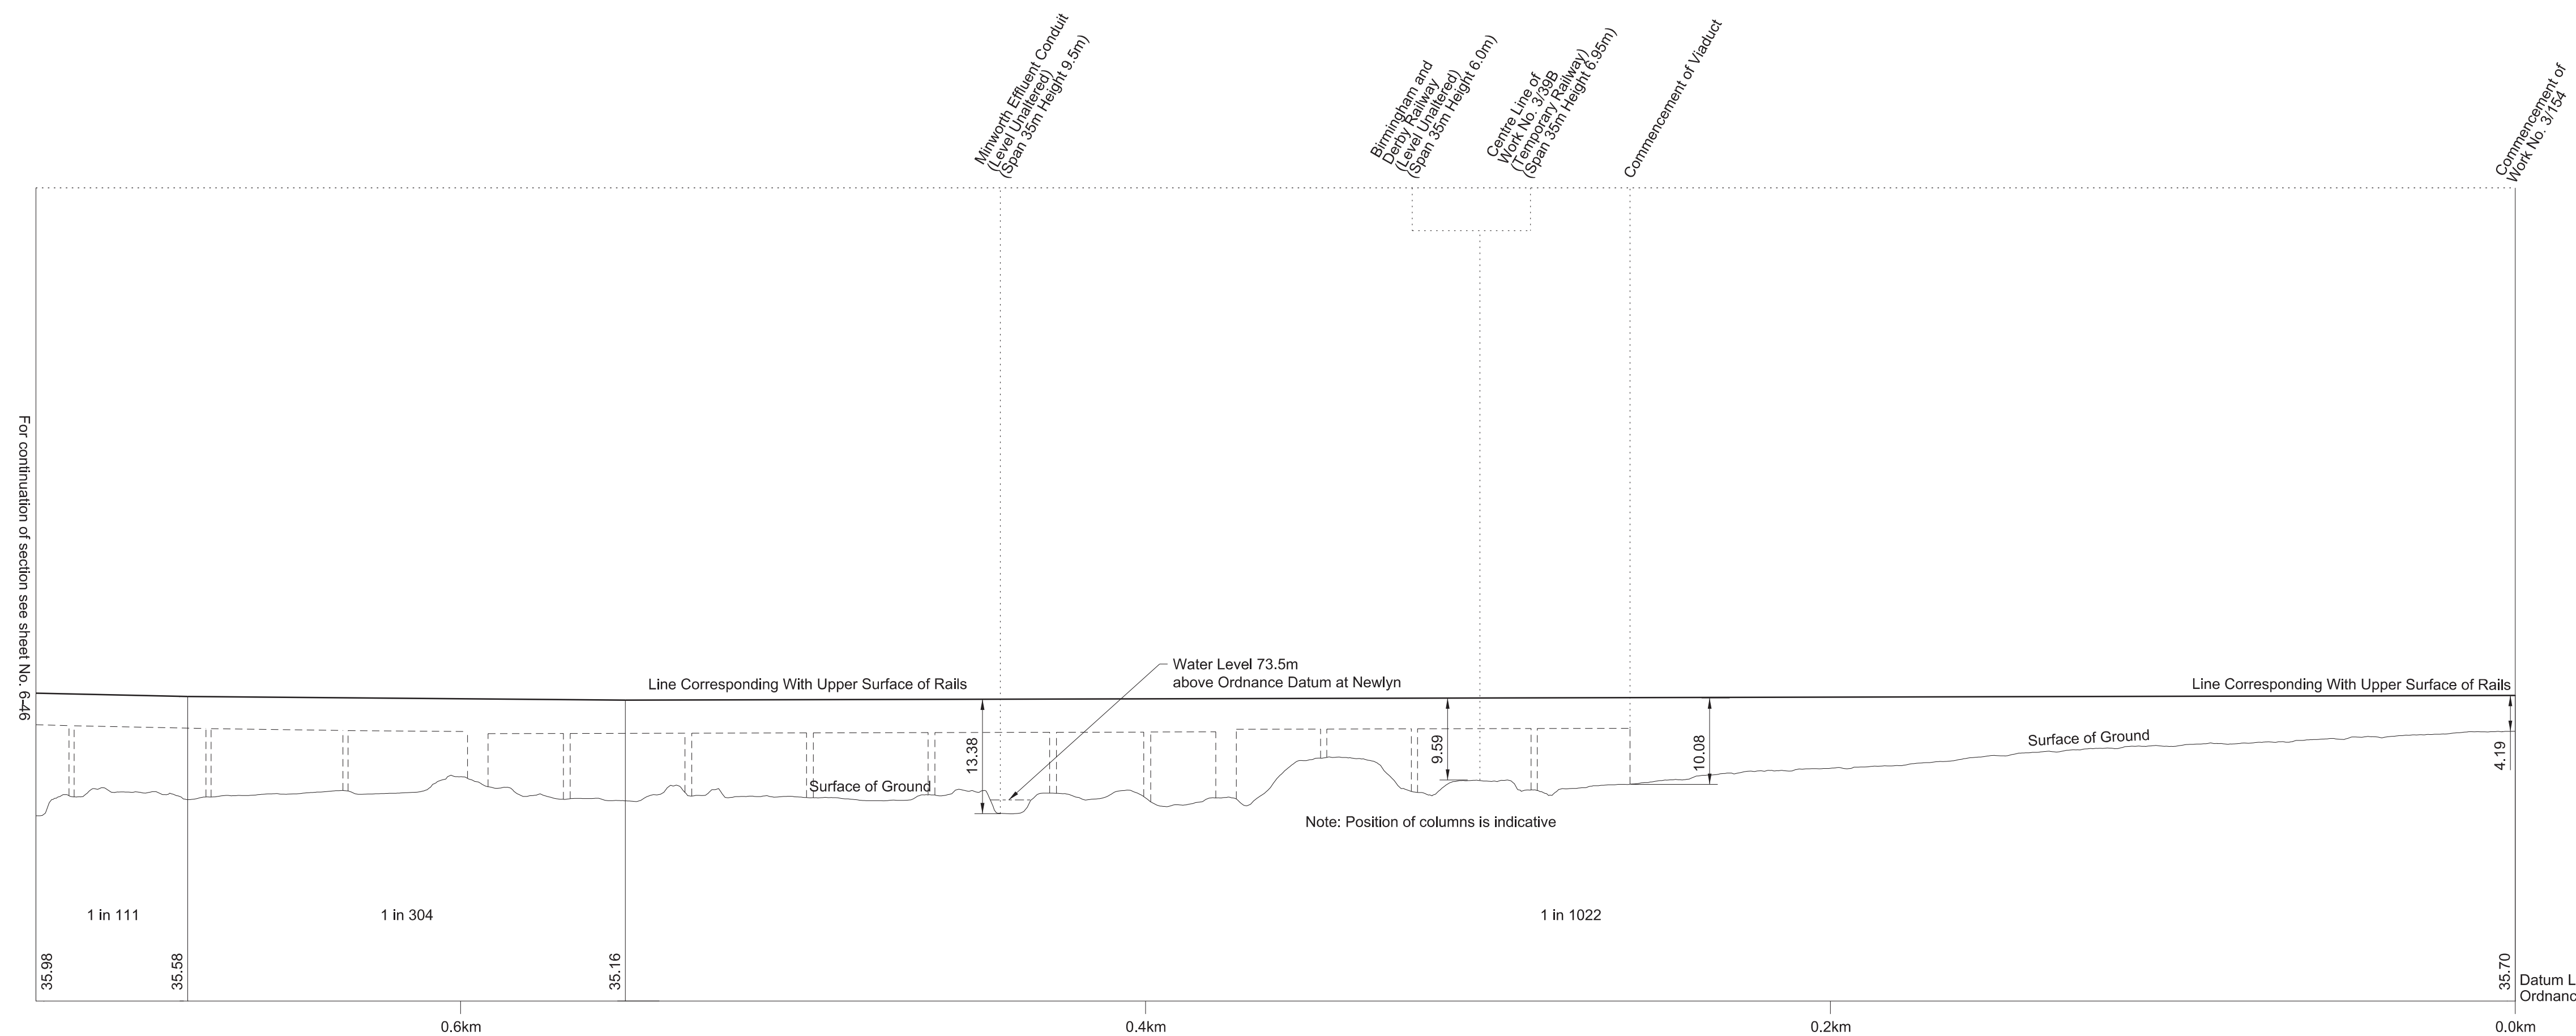 Minworth Effluent Conduit
(Level Unaltered)
(Span 35m Height 9.5m)
Birmingham and
Derby Railway
(Level Unaltered)
(Span 35m Height 6.0m)
Centre Line of
Work No. 3/39B
(Temporary Railway)
(Span 35m Height 6.95m)
Commencement of Viaduct
Commencement of
Work No. 3/154
For continuation of section see sheet No. 6-46
Water Level 73.5m
above Ordnance Datum at Newlyn
Line Corresponding With Upper Surface of Rails
Line Corresponding With Upper Surface of Rails
13.38
9.59
10.08
4.19
Surface of Ground
Surface of Ground
Note: Position of columns is indicative
1 in 111
1 in 304
1 in 1022
35.98
35.58
35.16
35.70
Datum L
Ordnanc
0.6km
0.4km
0.2km
0.0km